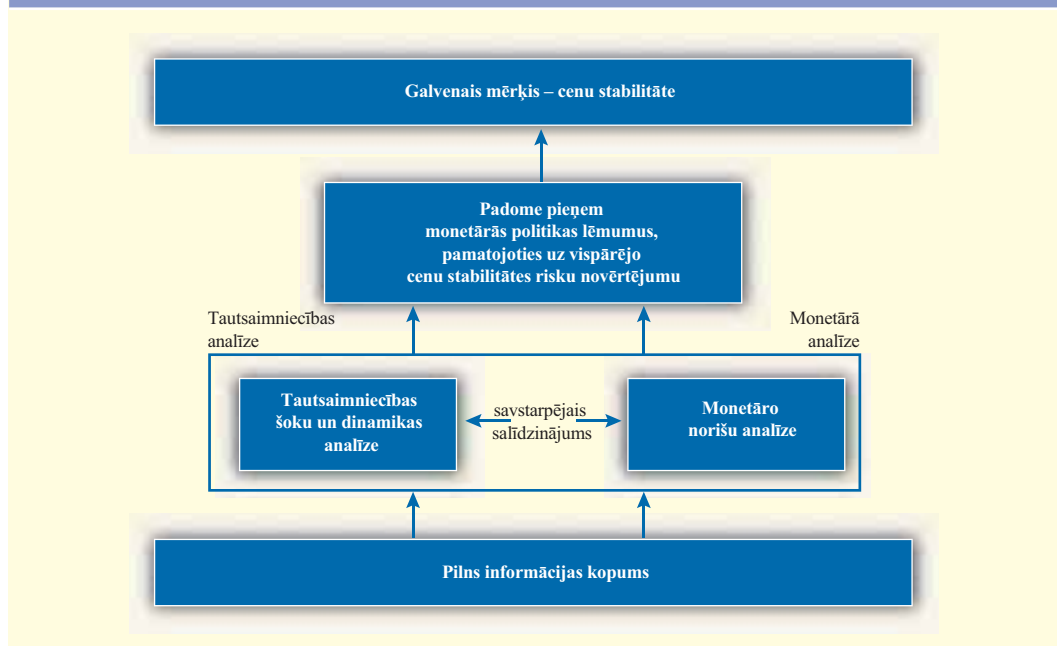 Galvenais mērķis – cenu stabilitāte
Padome pieņem
monetārās politikas lēmumus,
pamatojoties uz vispārējo
cenu stabilitātes risku novērtējumu
Tautsaimniecības
analīze
Monetārā
analīze
Tautsaimniecības
šoku un dinamikas
analīze
savstarpējais
salīdzinājums
Monetāro
norišu analīze
Pilns informācijas kopums